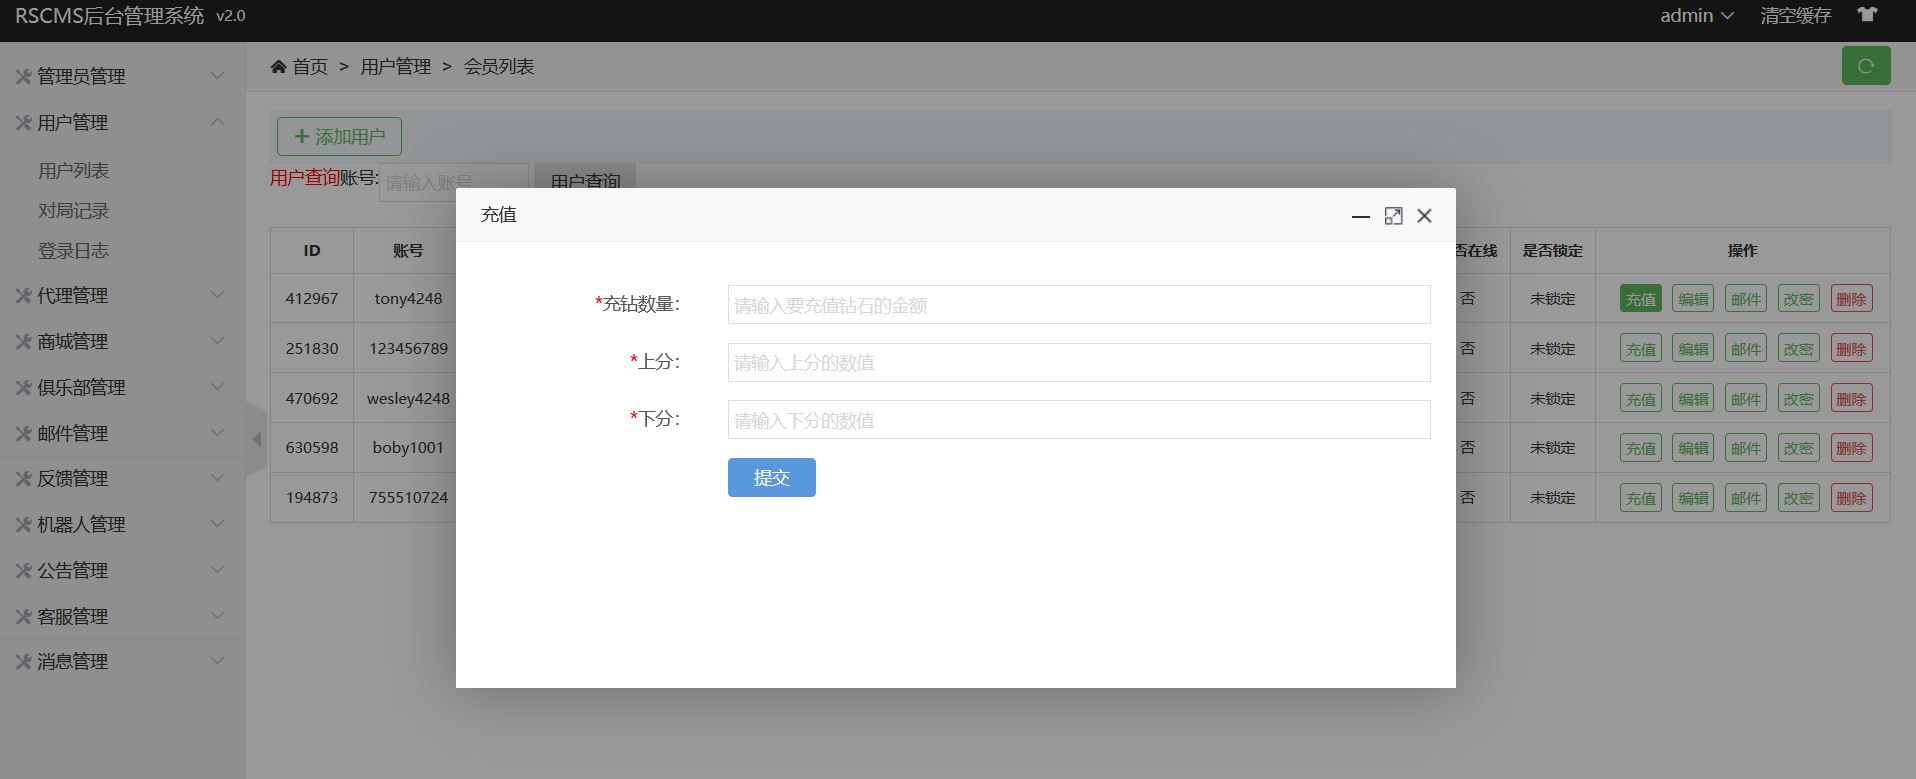 RSCMS后台管理系统 v2.0
admin 清空缓存
管理员管理
用户管理
用户列表
对局记录
登录日志
代理管理
商城管理
俱乐部管理
邮件管理
反馈管理
机器人管理
公告管理
客服管理
消息管理
首页 > 用户管理 > 会员列表
+ 添加用户
用户查询账号: 请输入账号 用户查询
ID 账号 否在线 是否锁定 操作
412967 tony4248 否 未锁定 充值 编辑 邮件 改密 删除
251830 123456789 否 未锁定 充值 编辑 邮件 改密 删除
470692 wesley4248 否 未锁定 充值 编辑 邮件 改密 删除
630598 boby1001 否 未锁定 充值 编辑 邮件 改密 删除
194873 755510724 否 未锁定 充值 编辑 邮件 改密 删除
充值
*充钻数量: 请输入要充值钻石的金额
*上分: 请输入上分的数值
*下分: 请输入下分的数值
提交